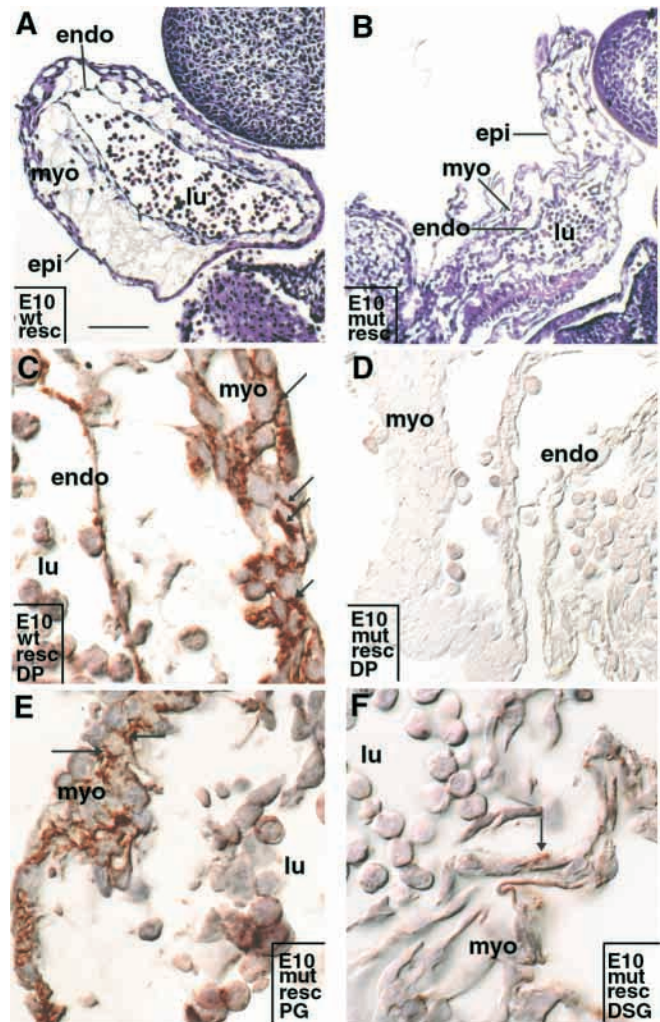 A
endo
myo
lu
epi
E10
wt
resc
B
epi
myo
endo
lu
E10
mut
resc
C
myo
endo
lu
E10
wt
resc
DP
D
myo
endo
E10
mut
resc
DP
E
myo
lu
E10
mut
resc
PG
F
lu
myo
E10
mut
resc
DSG